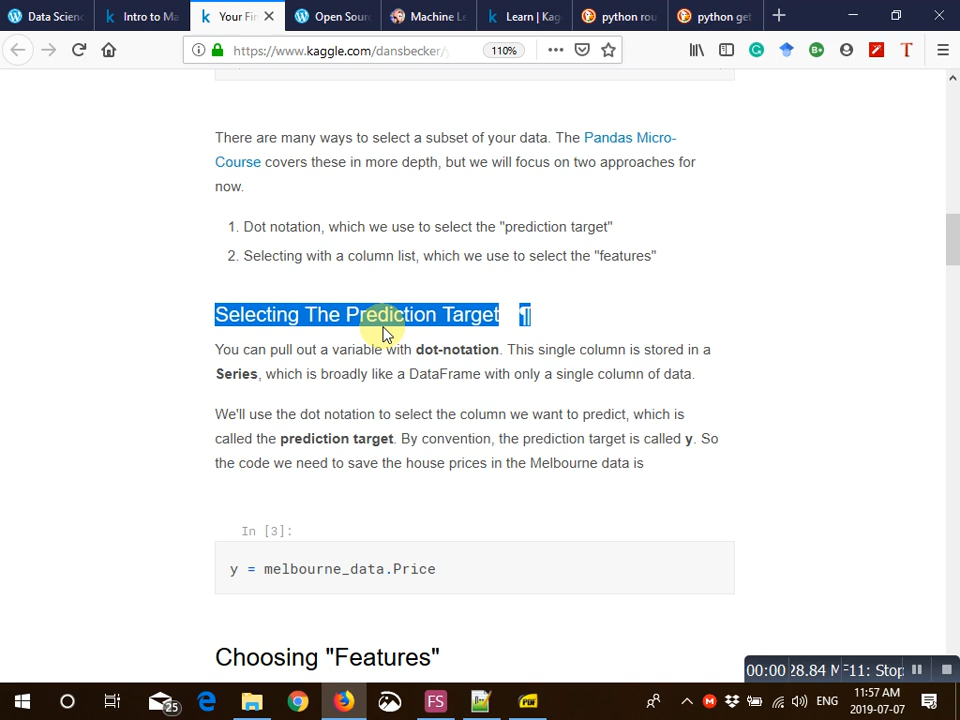 Data Scienc
Intro to Ma
Your Fir
Open Sour
Machine Le
Learn | Kag
python rou
python get
https://www.kaggle.com/dansbecker/y
110%
There are many ways to select a subset of your data. The Pandas Micro-
Course covers these in more depth, but we will focus on two approaches for
now.
1. Dot notation, which we use to select the "prediction target"
2. Selecting with a column list, which we use to select the "features"
Selecting The Prediction Target ¶
You can pull out a variable with dot-notation. This single column is stored in a
Series, which is broadly like a DataFrame with only a single column of data.
We'll use the dot notation to select the column we want to predict, which is
called the prediction target. By convention, the prediction target is called y. So
the code we need to save the house prices in the Melbourne data is
In [3]:
y = melbourne_data.Price
Choosing "Features"
00:00 28.84 M F11: Stop
25
FS
PDF
ENG
11:57 AM
2019-07-07